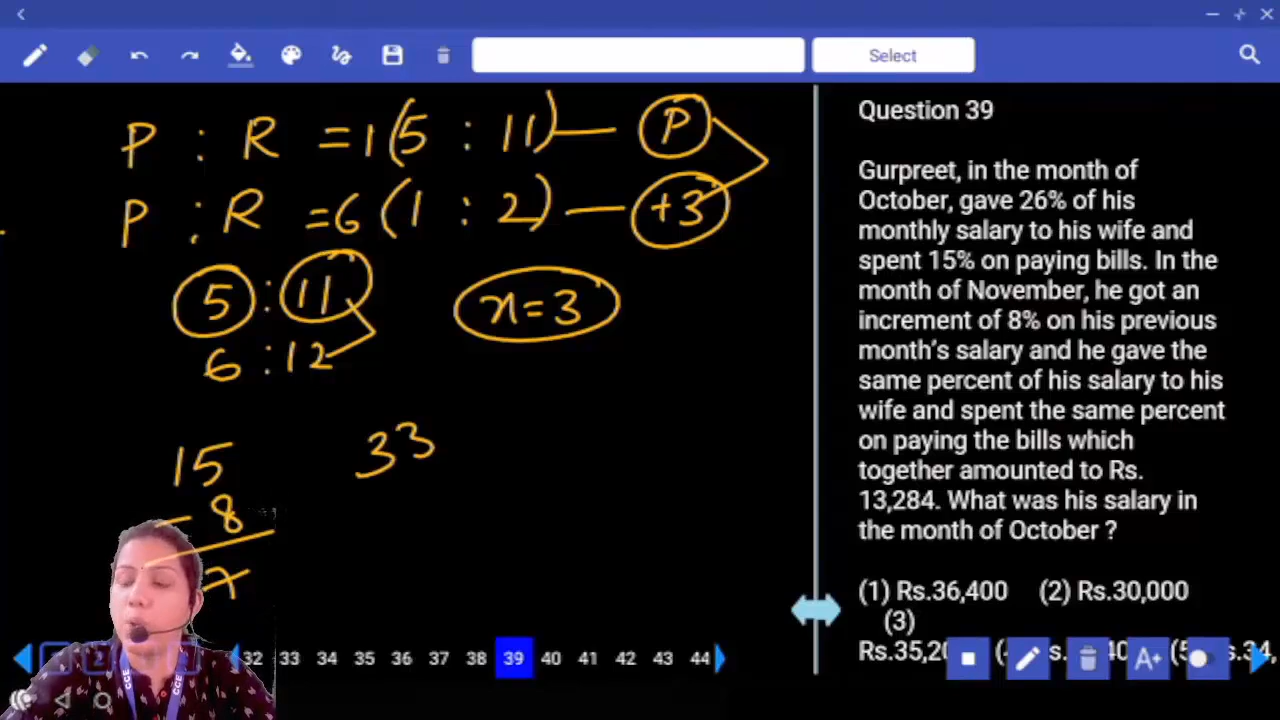 Select
P : R = 1 (5 : 11) — P
P : R = 6 (1 : 2) — +3
5 : 11
x = 3
6 : 12
15
33
- 8
7
Question 39
Gurpreet, in the month of
October, gave 26% of his
monthly salary to his wife and
spent 15% on paying bills. In the
month of November, he got an
increment of 8% on his previous
month's salary and he gave the
same percent of his salary to his
wife and spent the same percent
on paying the bills which
together amounted to Rs.
13,284. What was his salary in
the month of October ?
(1) Rs.36,400 (2) Rs.30,000
(3)
32 33 34 35 36 37 38 39 40 41 42 43 44
A+
CCE